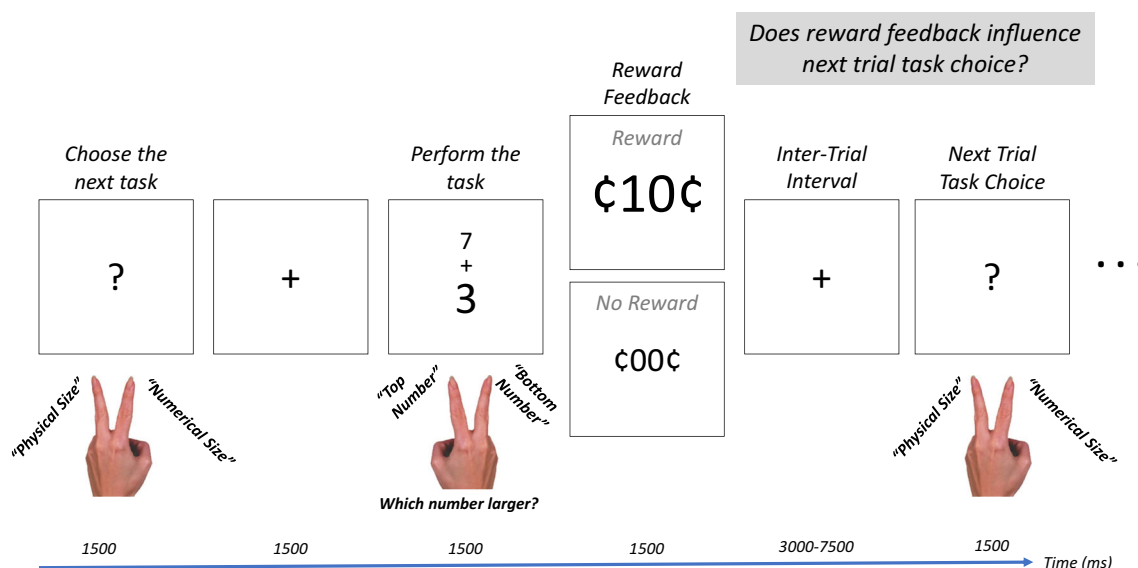 Does reward feedback influence
next trial task choice?
Choose the
next task
?
"Physical Size"
"Numerical Size"
+
Perform the
task
7
+
3
"Top
Number"
"Bottom
Number"
Which number larger?
Reward
Feedback
Reward
¢10¢
No Reward
¢00¢
Inter-Trial
Interval
+
Next Trial
Task Choice
?
"Physical Size"
"Numerical Size"
...
1500
1500
1500
1500
3000-7500
1500
Time (ms)